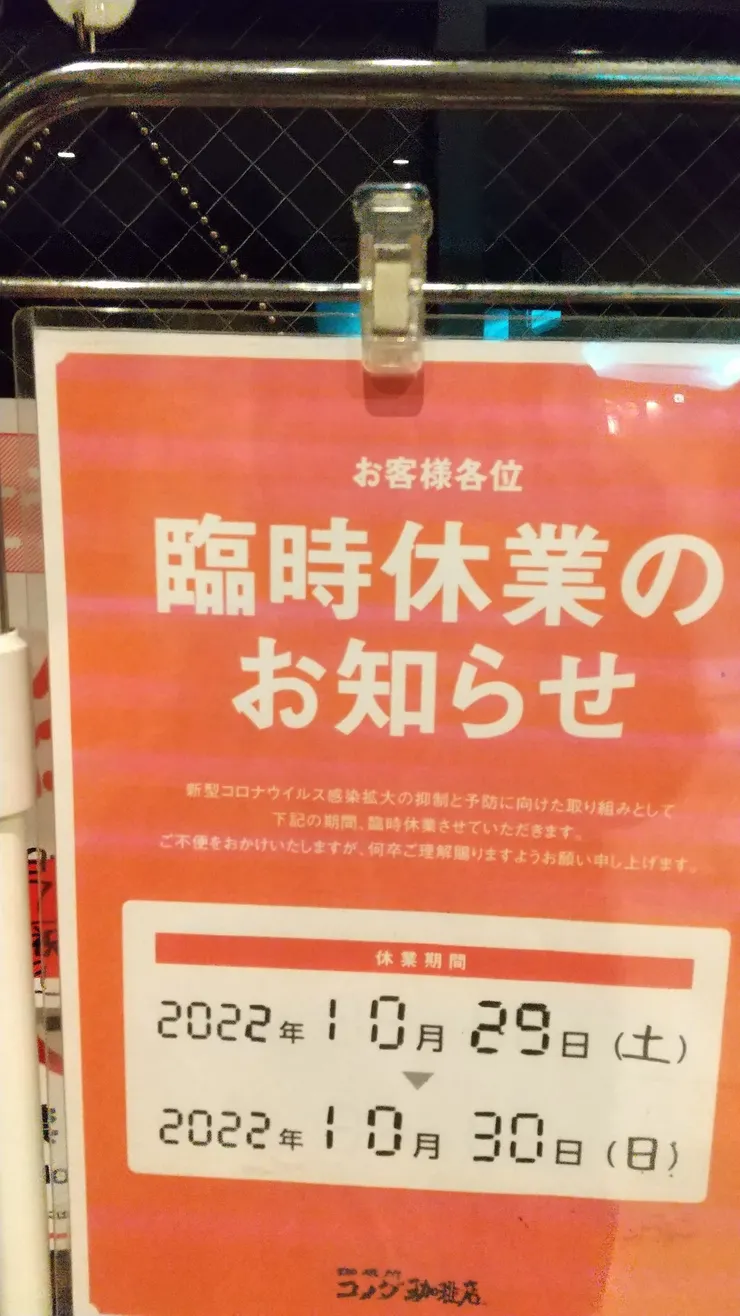 お客様各位
臨時休業の
お知らせ
新型コロナウイルス感染拡大の抑制と予防に向けた取り組みとして
下記の期間、臨時休業させていただきます。
ご不便をおかけいたしますが、何卒ご理解賜りますようお願い申し上げます。
休業期間
2022年10月29日(土)
2022年10月30日(日)
コメダ珈琲店